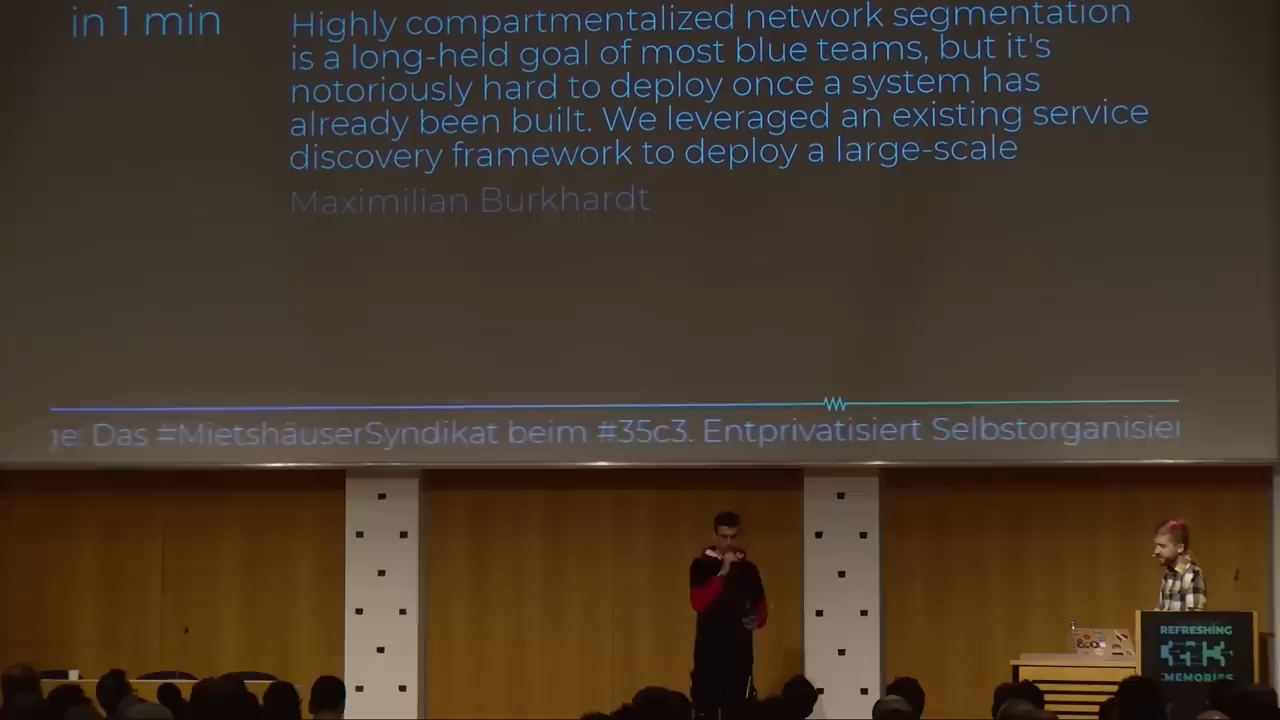 in 1 min
Highly compartmentalized network segmentation
is a long-held goal of most blue teams, but it's
notoriously hard to deploy once a system has
already been built. We leveraged an existing service
discovery framework to deploy a large-scale
Maximilian Burkhardt
ge: Das #MietshäuserSyndikat beim #35c3. Entprivatisiert Selbstorganisier
REFRESHING
MEMORIES